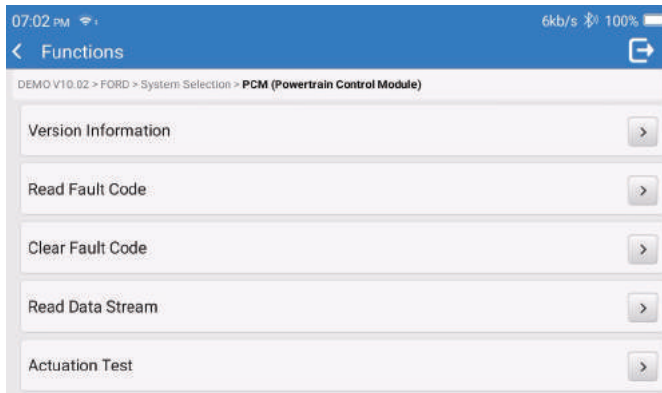 07:02 PM 6kb/s 100%
Functions
DEMO V10.02 > FORD > System Selection > PCM (Powertrain Control Module)
Version Information
Read Fault Code
Clear Fault Code
Read Data Stream
Actuation Test